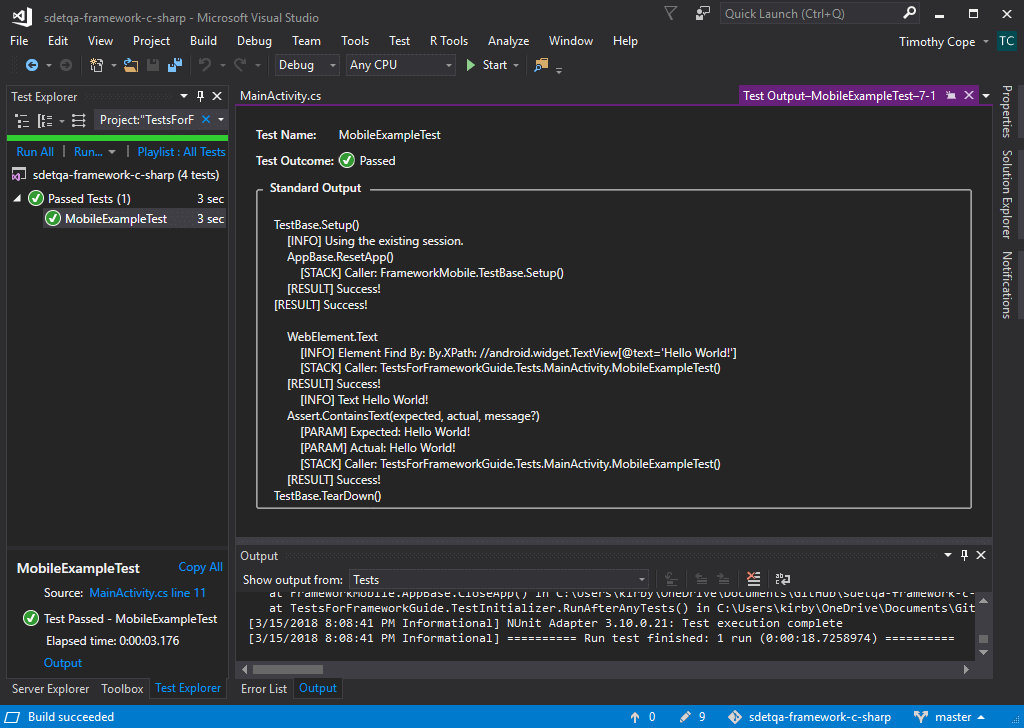 sdetqa-framework-c-sharp - Microsoft Visual Studio
Quick Launch (Ctrl+Q)
File Edit View Project Build Debug Team Tools Test R Tools Analyze Window Help
Timothy Cope
TC
Debug
Any CPU
Start
Test Explorer
Project:"TestsForF
Run All | Run... | Playlist : All Tests
sdetqa-framework-c-sharp (4 tests)
Passed Tests (1) 3 sec
MobileExampleTest 3 sec
MobileExampleTest
Copy All
Source: MainActivity.cs line 11
Test Passed - MobileExampleTest
Elapsed time: 0:00:03.176
Output
Server Explorer Toolbox Test Explorer
MainActivity.cs
Test Output–MobileExampleTest–7-1
Test Name: MobileExampleTest
Test Outcome: Passed
Standard Output
TestBase.Setup()
[INFO] Using the existing session.
AppBase.ResetApp()
[STACK] Caller: FrameworkMobile.TestBase.Setup()
[RESULT] Success!
[RESULT] Success!
WebElement.Text
[INFO] Element Find By: By.XPath: //android.widget.TextView[@text='Hello World!']
[STACK] Caller: TestsForFrameworkGuide.Tests.MainActivity.MobileExampleTest()
[RESULT] Success!
[INFO] Text Hello World!
Assert.ContainsText(expected, actual, message?)
[PARAM] Expected: Hello World!
[PARAM] Actual: Hello World!
[STACK] Caller: TestsForFrameworkGuide.Tests.MainActivity.MobileExampleTest()
[RESULT] Success!
TestBase.TearDown()
Output
Show output from: Tests
at FrameworkMobile.AppBase.CloseApp() in C:\Users\kirby\OneDrive\Documents\GitHub\sdetqa-framework-c-
at TestsForFrameworkGuide.TestInitializer.RunAfterAnyTests() in C:\Users\kirby\OneDrive\Documents\Git
[3/15/2018 8:08:41 PM Informational] NUnit Adapter 3.10.0.21: Test execution complete
[3/15/2018 8:08:41 PM Informational] ========== Run test finished: 1 run (0:00:18.7258974) ==========
Error List Output
Properties
Solution Explorer
Notifications
Build succeeded
0
9
sdetqa-framework-c-sharp
master